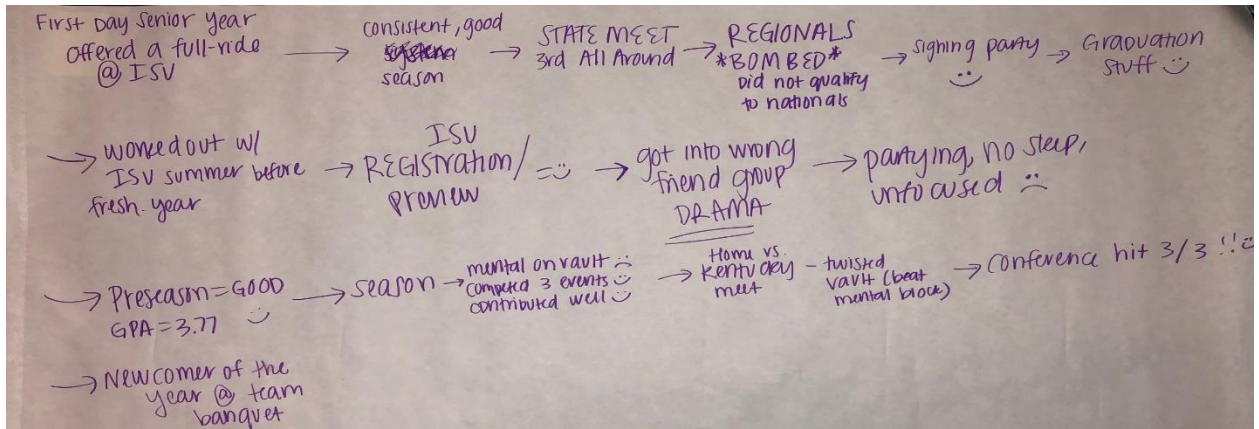 First Day Senior Year
offered a full-ride
@ ISU
→ consistent, good
season
→ STATE MEET
3rd All Around
→ REGIONALS
*BOMBED*
Did not qualify
to nationals
→ signing party
→ Graduation
stuff
→ worked out w/
ISU summer before
fresh. year
→ ISU
REGIStration/
preview
=
→ got into wrong
friend group
DRAMA
→ partying, no sleep,
unfocused
→ Preseason = GOOD
GPA = 3.77
→ season
→ mental on vault
competed 3 events
contributed well
→ Home vs.
Kentucky
meet
- twisted
vault (beat
mental block)
→ Conference hit 3/3 !!
→ Newcomer of the
year @ team
banquet